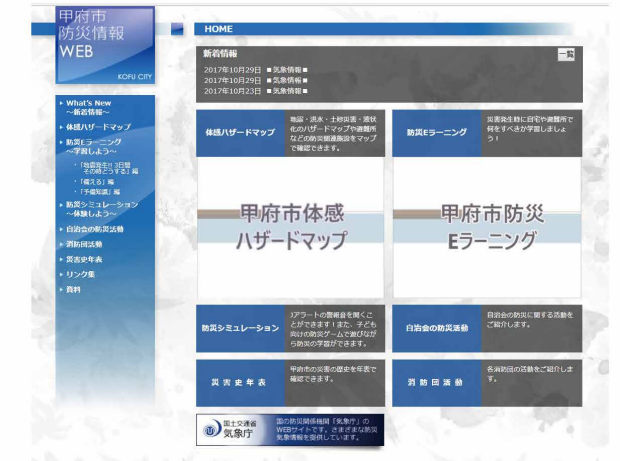 甲府市
防災情報
WEB
KOFU CITY
What's New
～新着情報～
体感ハザードマップ
防災Eラーニング
～学習しよう～
・「地震発生!! 3日間
その時どうする」編
・「備える」編
・「予備知識」編
防災シミュレーション
～体験しよう～
自治会の防災活動
消防団活動
災害史年表
リンク集
資料
HOME
新着情報
一覧
2017年10月29日 ■気象情報■
2017年10月29日 ■気象情報■
2017年10月23日 ■気象情報■
体感ハザードマップ
地震・洪水・土砂災害・液状
化のハザードマップや避難所
などの防災関連施設をマップ
で確認できます。
防災Eラーニング
災害発生時に自宅や避難所で
何をすべきか学習しましょ
う！
甲府市体感
ハザードマップ
甲府市防災
Eラーニング
防災シミュレーション
Jアラートの警報音を聞くこ
とができます！また、子ども
向けの防災ゲームで遊びなが
ら防災の学習ができます。
自治会の防災活動
自治会の防災に関する活動を
ご紹介します。
災害史年表
甲府市の災害の歴史を年表で
確認できます。
消防団活動
各消防団の活動をご紹介しま
す。
国土交通省
気象庁
国の防災関係機関「気象庁」の
WEBサイトです。さまざまな防災
気象情報を提供しています。